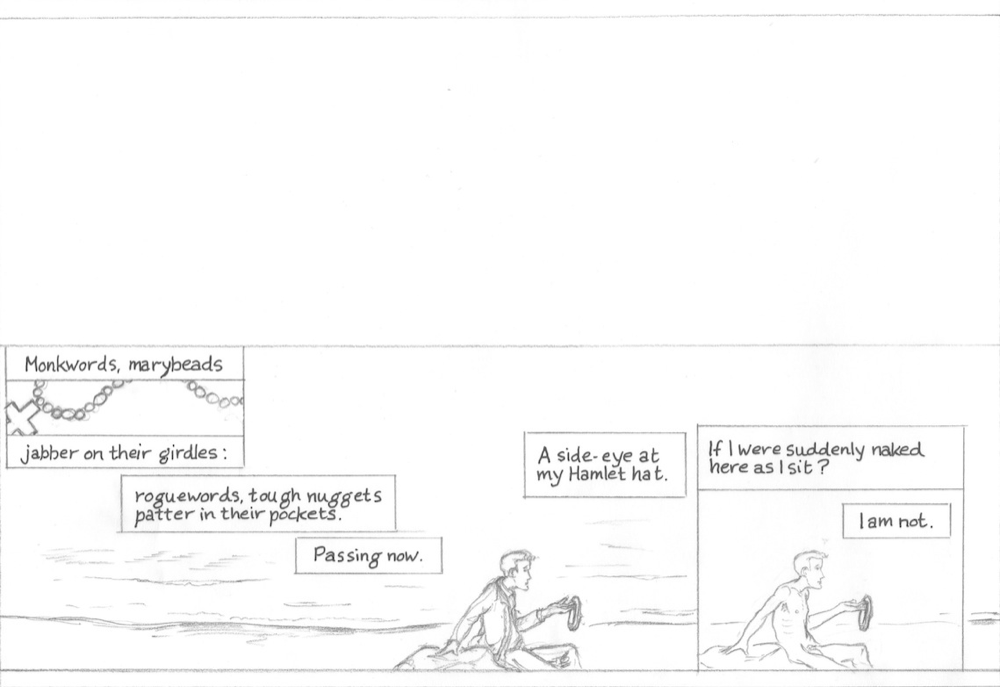 Monkwords, marybeads
jabber on their girdles:
roguewords, tough nuggets
patter in their pockets.
Passing now.
A side-eye at
my Hamlet hat.
If I were suddenly naked
here as I sit?
I am not.